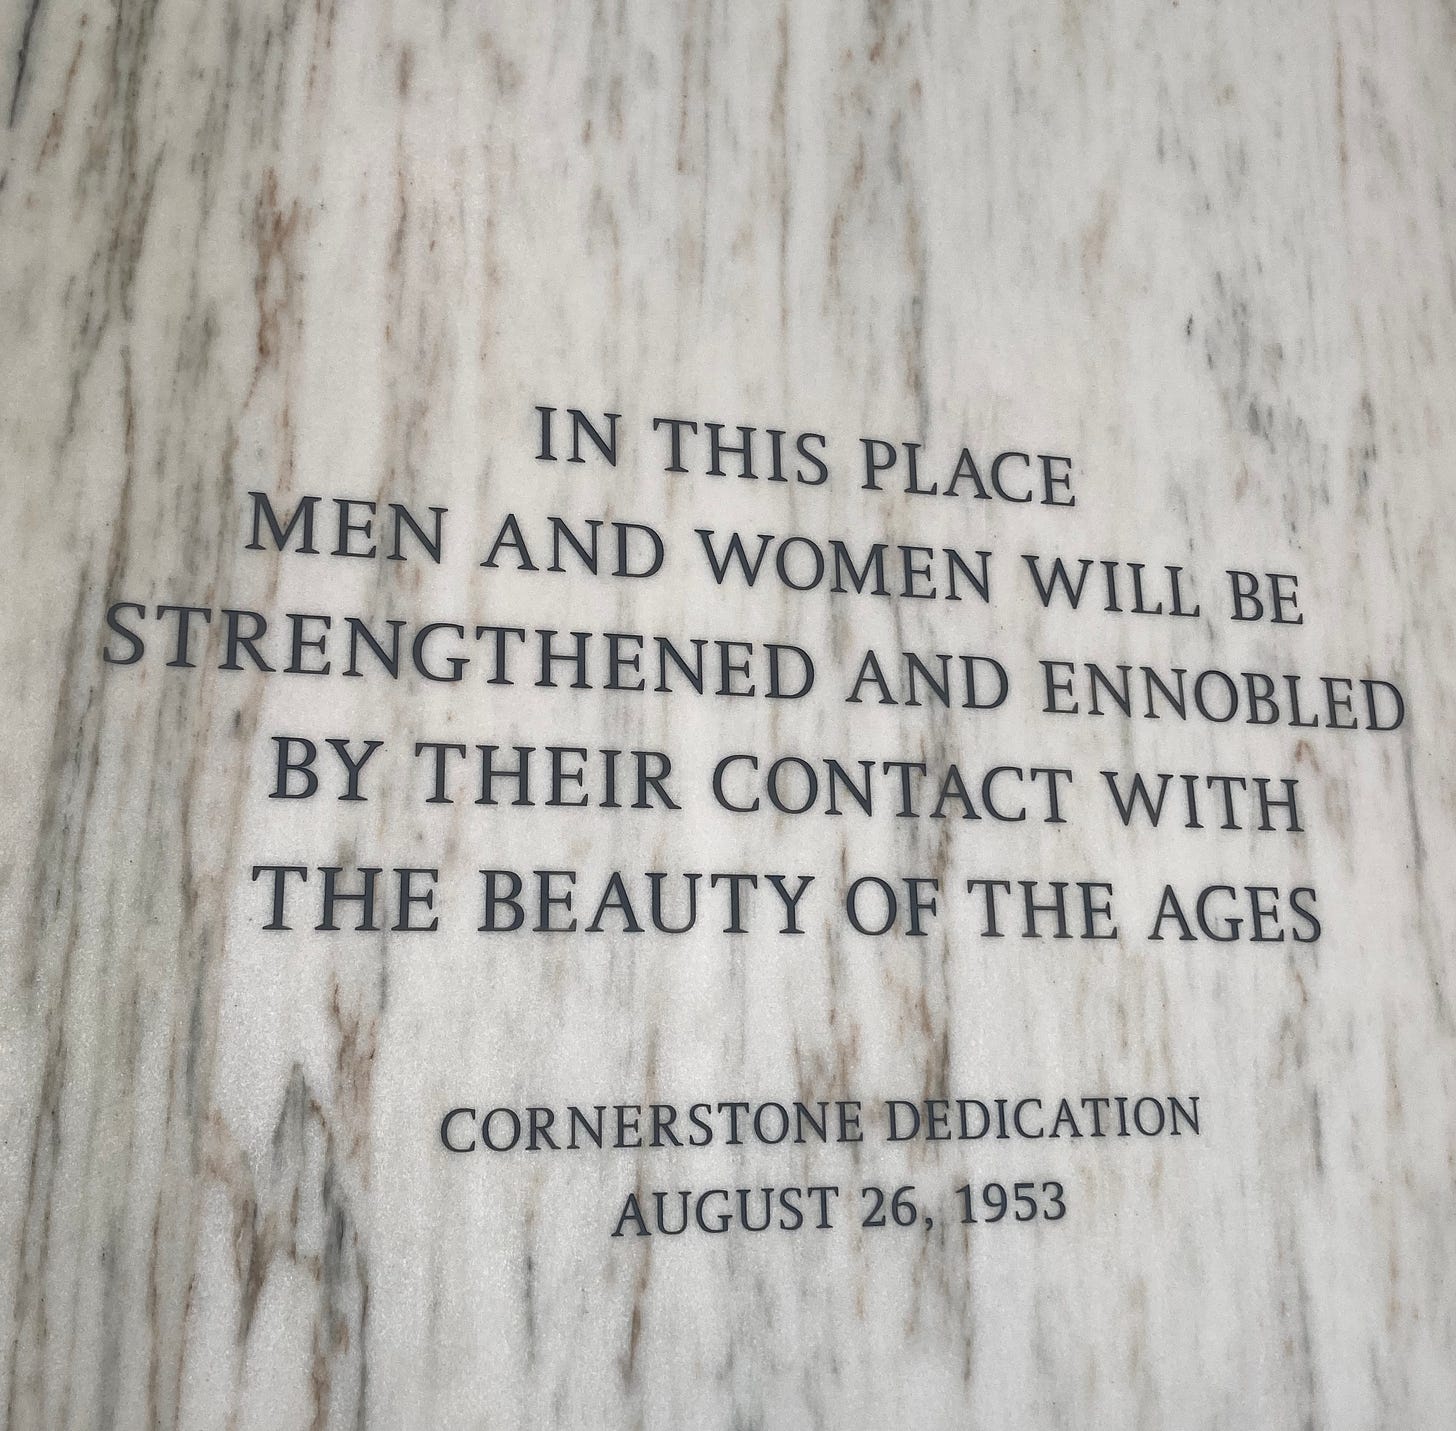 IN THIS PLACE
MEN AND WOMEN WILL BE
STRENGTHENED AND ENNOBLED
BY THEIR CONTACT WITH
THE BEAUTY OF THE AGES
CORNERSTONE DEDICATION
AUGUST 26, 1953